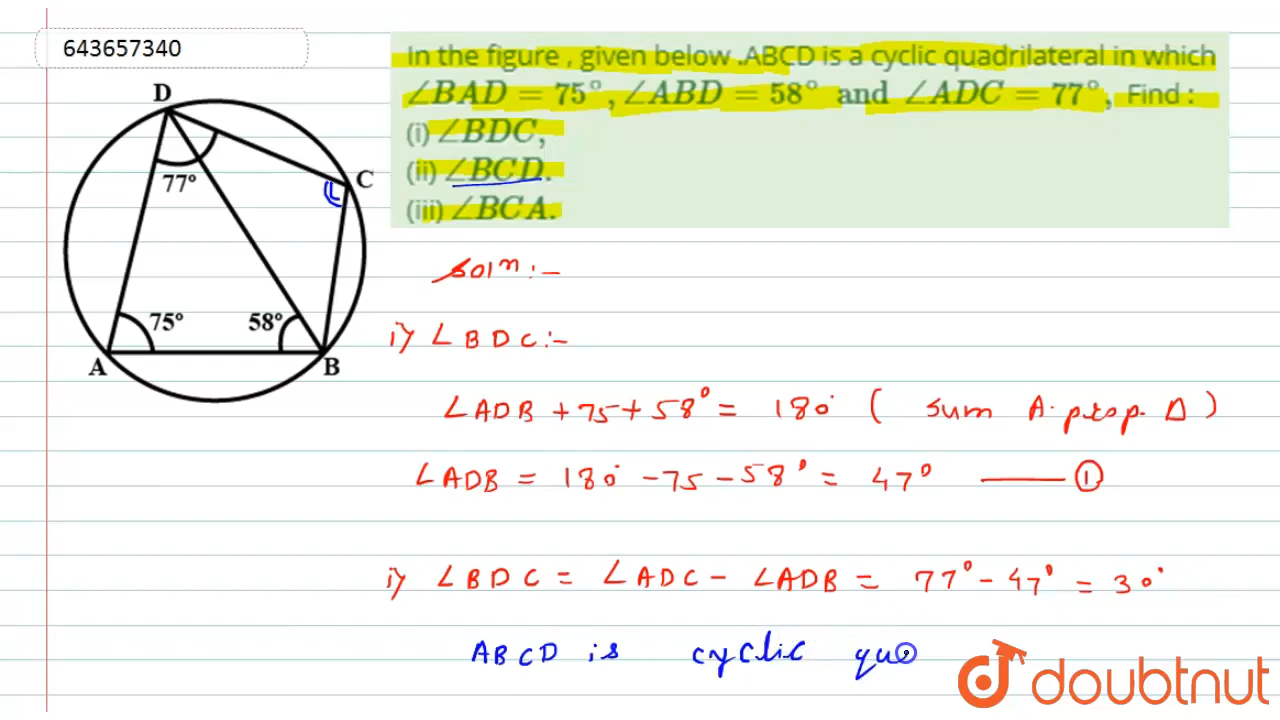 643657340
In the figure , given below .ABCD is a cyclic quadrilateral in which
∠BAD = 75°, ∠ABD = 58° and ∠ADC = 77°, Find :
(i) ∠BDC,
(ii) ∠BCD.
(iii) ∠BCA.
D
C
77°
75°
58°
A
B
Solⁿ :-
i) ∠BDC :-
∠ADB + 75 + 58° = 180° ( sum A. prop. Δ )
∠ADB = 180° - 75 - 58° = 47° —— ①
i) ∠BDC = ∠ADC - ∠ADB = 77° - 47° = 30°
ABCD is cyclic qua
doubtnut